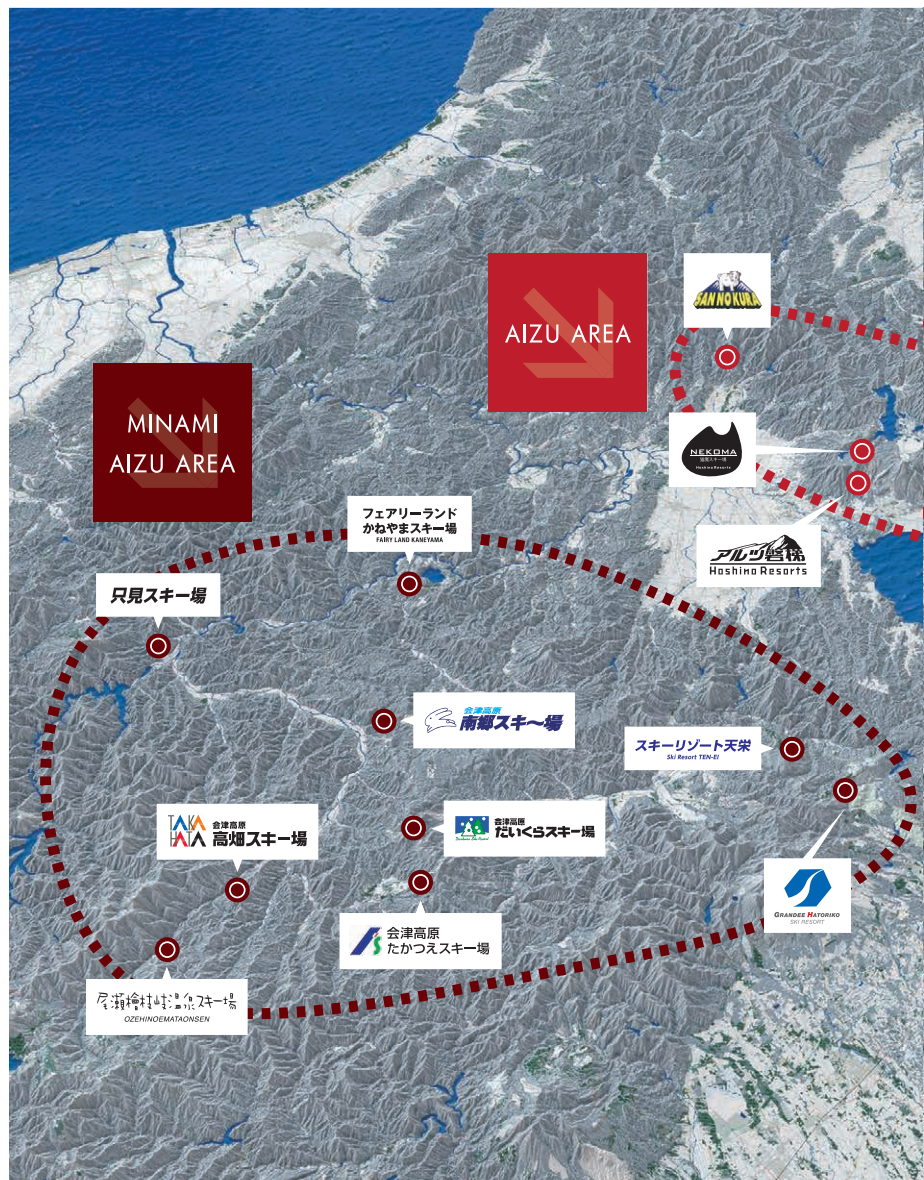 SAN NO KURA
AIZU AREA
MINAMI
AIZU AREA
NEKOMA
猫魔スキー場
Hoshino Resorts
フェアリーランド
かねやまスキー場
FAIRY LAND KANEYAMA
アルツ磐梯
Hoshino Resorts
只見スキー場
会津高原
南郷スキ〜場
スキーリゾート天栄
Ski Resort TEN-EI
TAKA
HATA
会津高原
高畑スキー場
会津高原
だいくらスキー場
GRANDEE HATORIKO
SKI RESORT
会津高原
たかつえスキー場
尾瀬檜枝岐温泉スキー場
OZEHINOEMATAONSEN